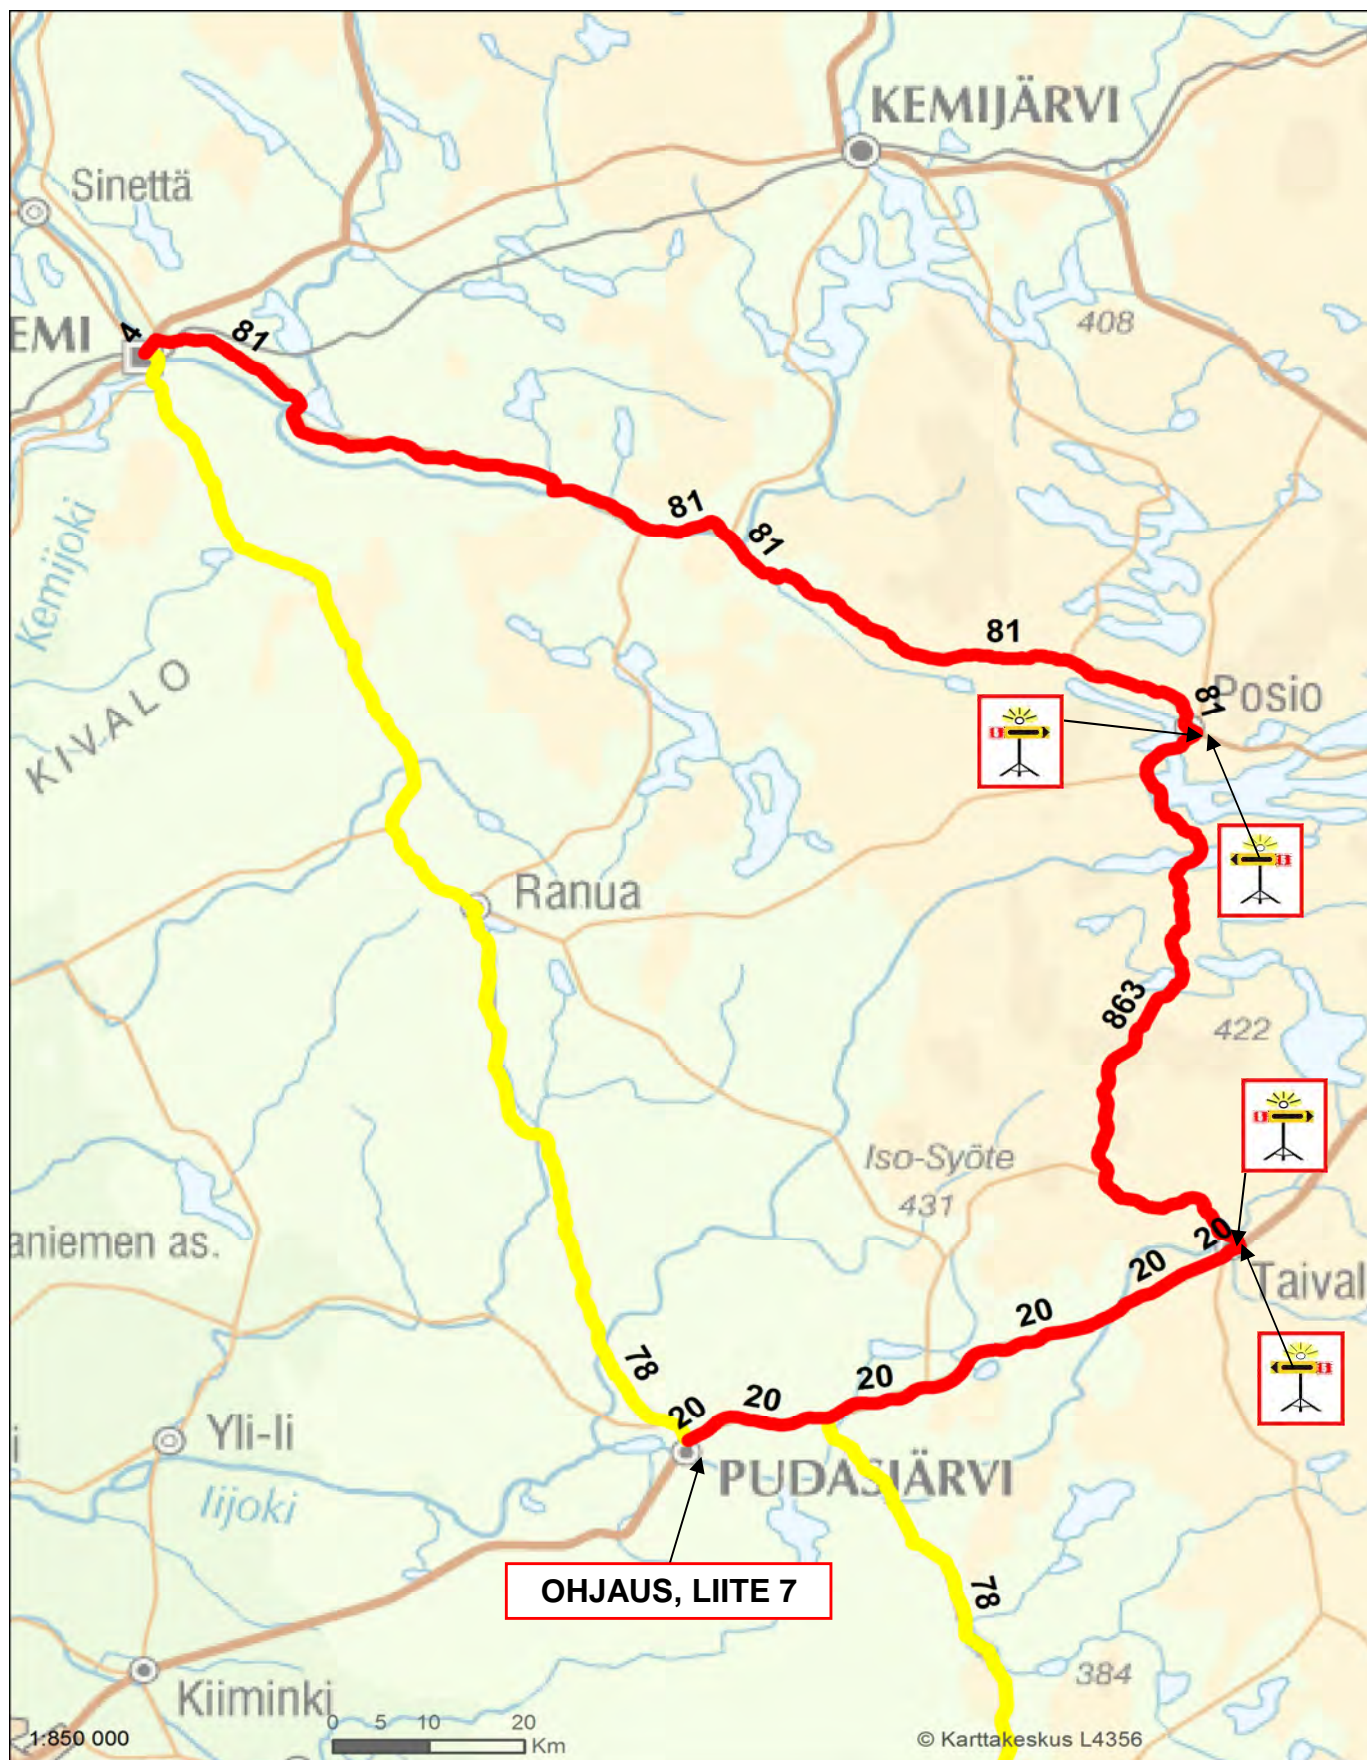 KEMIJÄRVI
Sinettä
408
EMI
4
81
Kemijoki
81
81
KIVALO
81
81
Posio
Ranua
863
422
Iso-Syöte
431
aniemen as.
20
20
Taival
20
78
20
20
20
Yli-Ii
i
PUDASJÄRVI
Iijoki
OHJAUS, LIITE 7
78
384
Kiiminki
0 5 10 20
Km
1:850 000
© Karttakeskus L4356